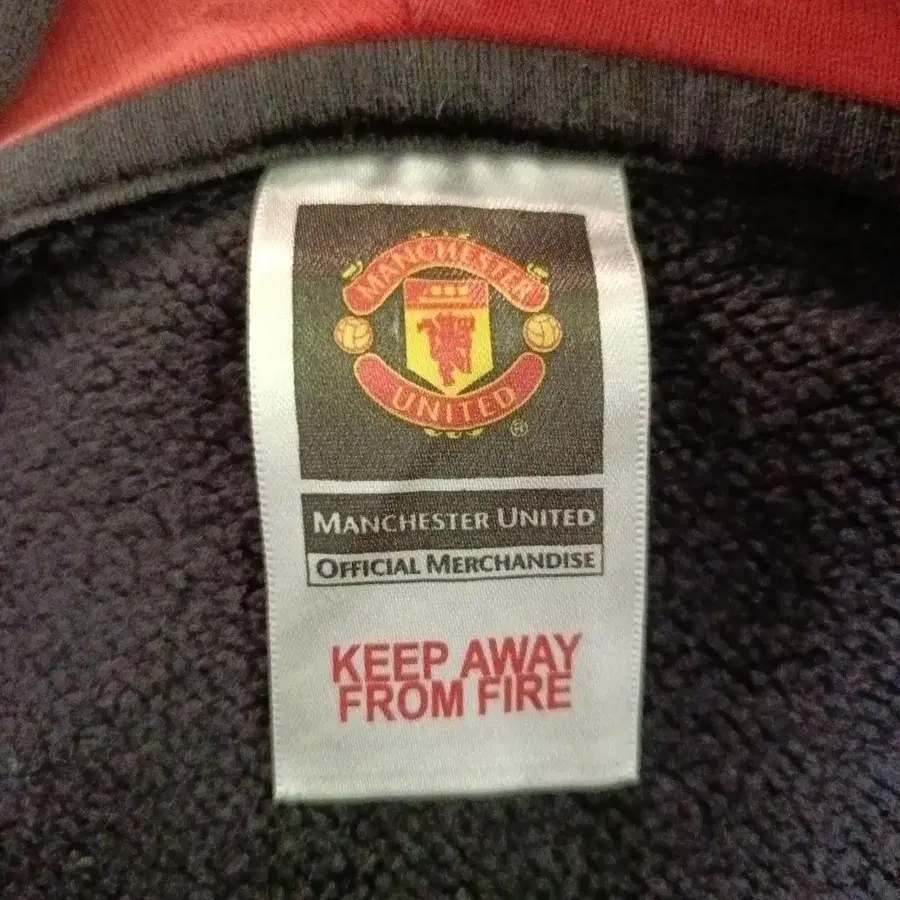 MANCHESTER
UNITED
®
MANCHESTER UNITED
OFFICIAL MERCHANDISE
KEEP AWAY
FROM FIRE